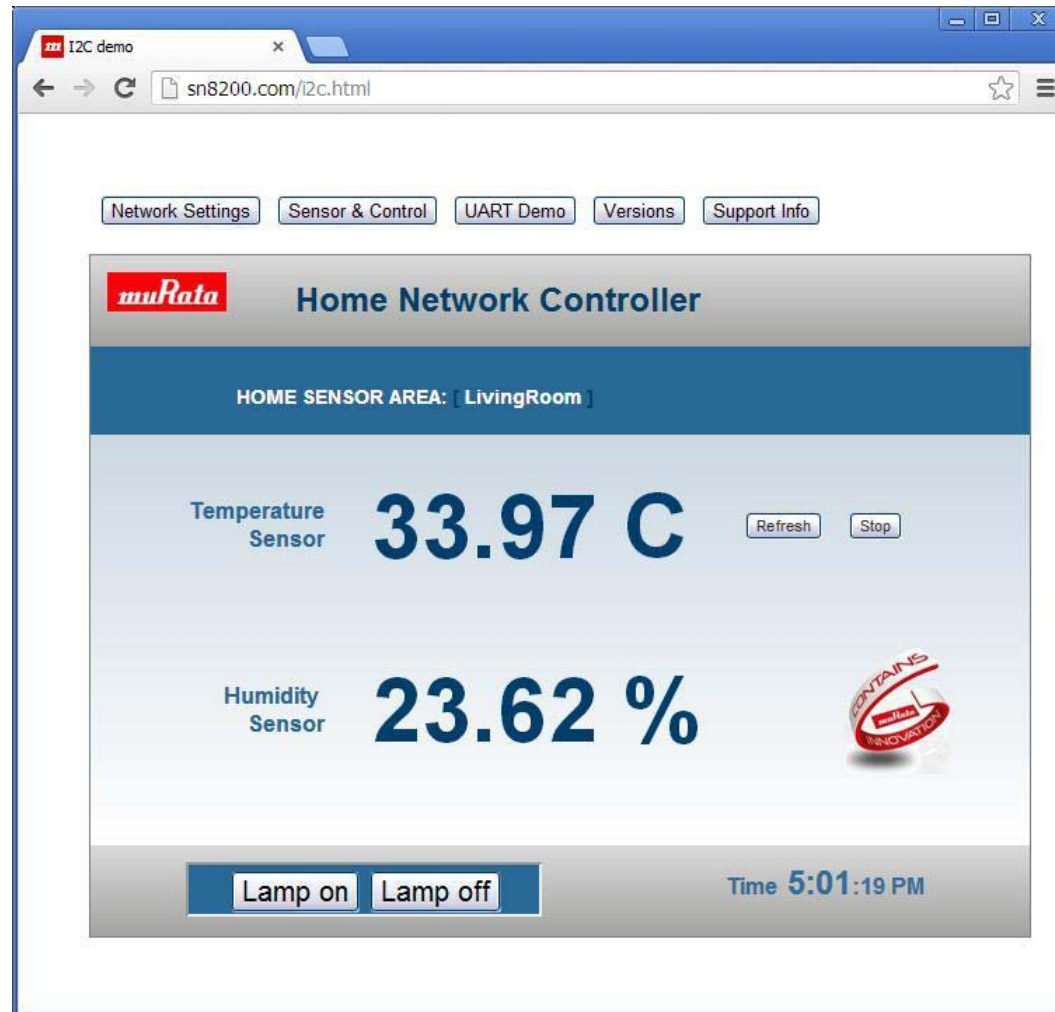 I2C demo
sn8200.com/i2c.html
Network Settings Sensor & Control UART Demo Versions Support Info
muRata Home Network Controller
HOME SENSOR AREA: [ LivingRoom ]
Temperature
Sensor
33.97 C
Refresh Stop
Humidity
Sensor
23.62 %
CONTAINS
muRata
INNOVATION
Lamp on Lamp off
Time 5:01:19 PM